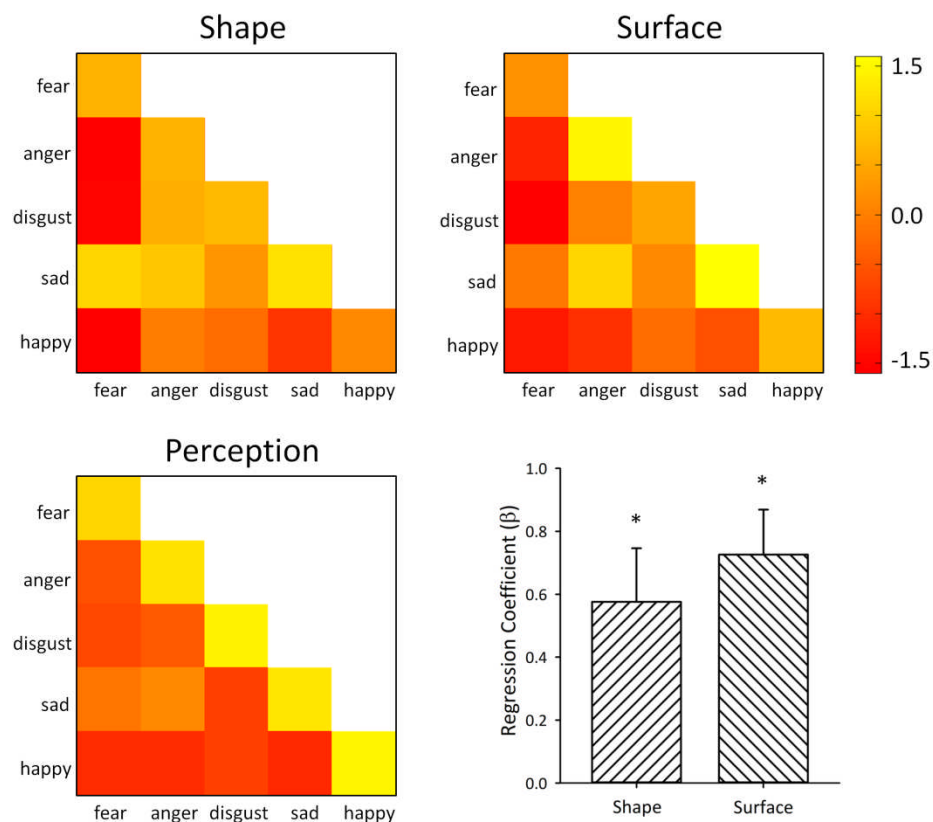 Shape
fear
anger
disgust
sad
happy
fear anger disgust sad happy
Surface
fear
anger
disgust
sad
happy
fear anger disgust sad happy
1.5
0.0
-1.5
Perception
fear
anger
disgust
sad
happy
fear anger disgust sad happy
Regression Coefficient (β)
1.0
0.8
0.6
0.4
0.2
0.0
* *
Shape Surface